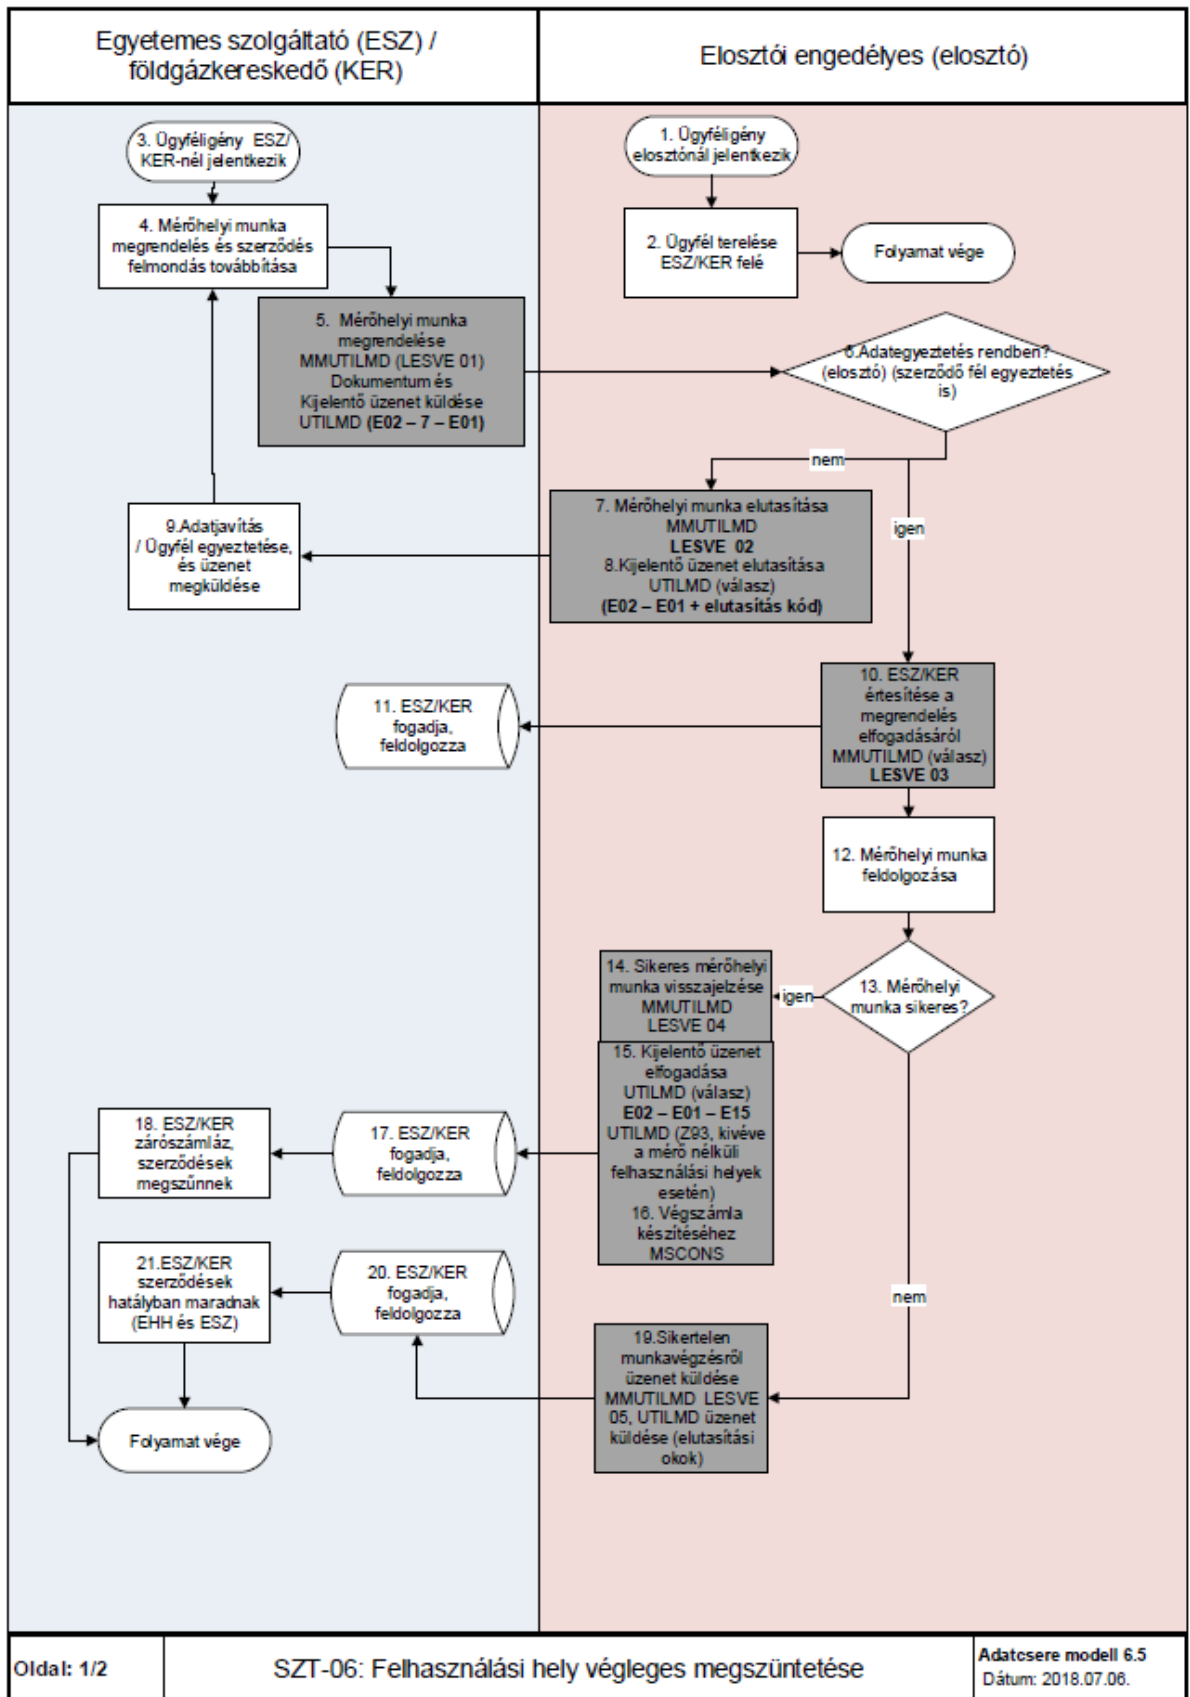 Egyetemes szolgáltató (ESZ) /
földgázkereskedő (KER)
Elosztói engedélyes (elosztó)
3. Ügyféligény ESZ/
KER-nél jelentkezik
1. Ügyféligény
elosztónál jelentkezik
4. Mérőhelyi munka
megrendelés és szerződés
felmondás továbbítása
2. Ügyfél terelése
ESZ/KER felé
Folyamat vége
5. Mérőhelyi munka
megrendelése
MMUTILMD (LESVE 01)
Dokumentum és
Kijelentő üzenet küldése
UTILMD (E02 – 7 – E01)
6.Adategyeztetés rendben?
(elosztó) (szerződő fél egyeztetés
is)
nem
igen
7. Mérőhelyi munka elutasítása
MMUTILMD
LESVE 02
8.Kijelentő üzenet elutasítása
UTILMD (válasz)
(E02 – E01 + elutasítás kód)
9.Adatjavítás
/ Ügyfél egyeztetése,
és üzenet
megküldése
10. ESZ/KER
értesítése a
megrendelés
elfogadásáról
MMUTILMD (válasz)
LESVE 03
11. ESZ/KER
fogadja,
feldolgozza
12. Mérőhelyi munka
feldolgozása
13. Mérőhelyi
munka sikeres?
igen
14. Sikeres mérőhelyi
munka visszajelzése
MMUTILMD
LESVE 04
15. Kijelentő üzenet
elfogadása
UTILMD (válasz)
E02 – E01 – E15
UTILMD (Z93, kivéve
a mérő nélküli
felhasználási helyek
esetén)
16. Végszámla
készítéséhez
MSCONS
17. ESZ/KER
fogadja,
feldolgozza
18. ESZ/KER
zárószámláz,
szerződések
megszűnnek
nem
19.Sikertelen
munkavégzésről
üzenet küldése
MMUTILMD LESVE
05, UTILMD üzenet
küldése (elutasítási
okok)
20. ESZ/KER
fogadja,
feldolgozza
21.ESZ/KER
szerződések
hatályban maradnak
(EHH és ESZ)
Folyamat vége
Oldal: 1/2
SZT-06: Felhasználási hely végleges megszüntetése
Adatcsere modell 6.5
Dátum: 2018.07.06.